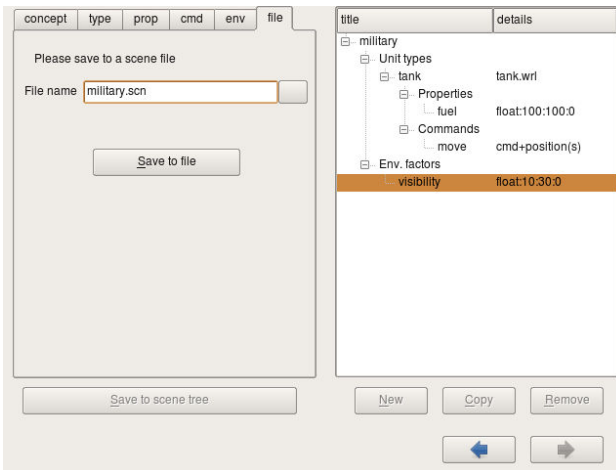 concept type prop cmd env file
Please save to a scene file
File name military.scn
Save to file
Save to scene tree
title details
military
Unit types
tank tank.wrl
Properties
fuel float:100:100:0
Commands
move cmd+position(s)
Env. factors
visibility float:10:30:0
New Copy Remove